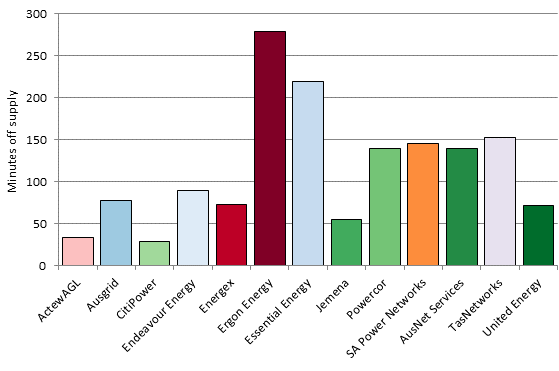 300
250
200
150
100
50
0
Minutes off supply
ActewAGL
Ausgrid
CitiPower
Endeavour Energy
Energex
Ergon Energy
Essential Energy
Jemena
Powercor
SA Power Networks
AusNet Services
TasNetworks
United Energy